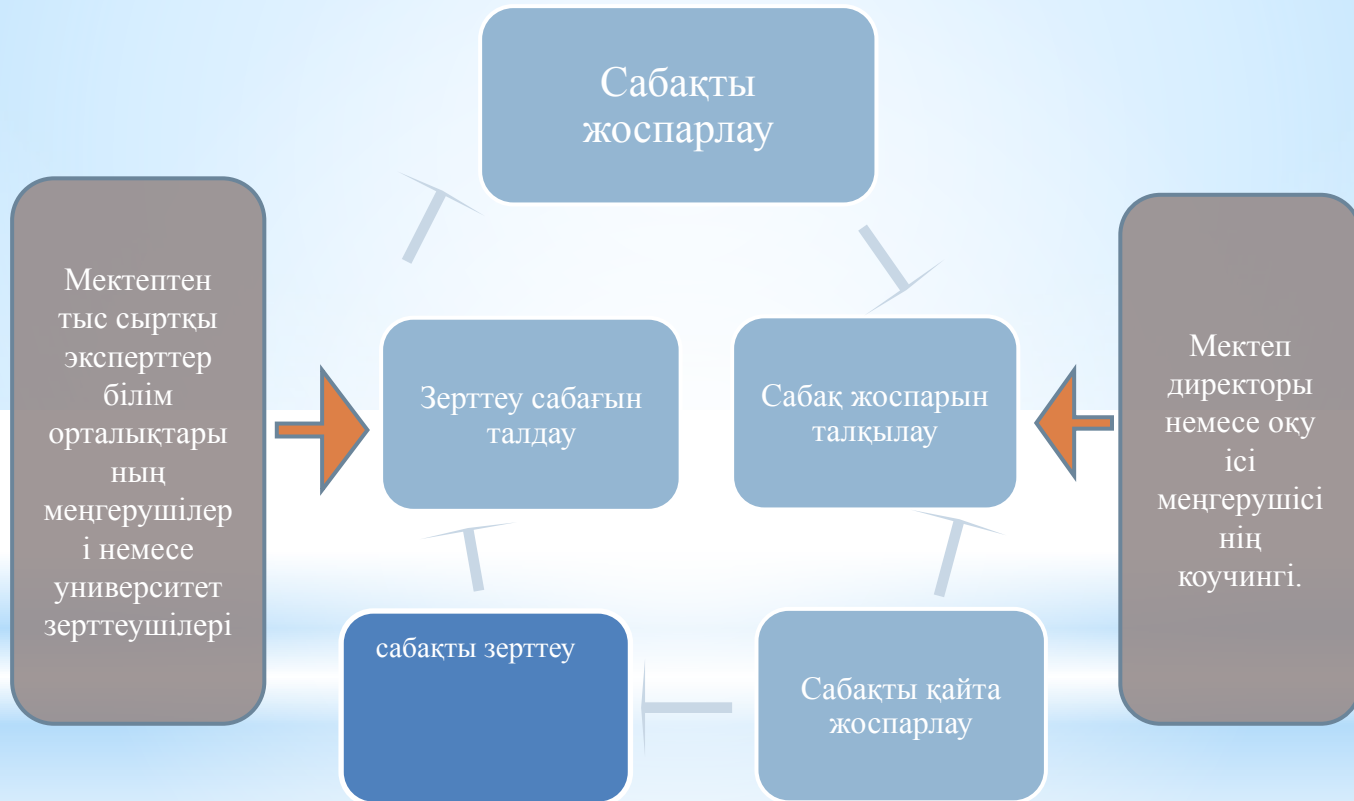 Сабақты
жоспарлау
Мектептен
тыс сыртқы
эксперттер
білім
орталықтары
ның
меңгерушілер
і немесе
университет
зерттеушілері
Зерттеу сабағын
талдау
Сабақ жоспарын
талқылау
Мектеп
директоры
немесе оқу
ісі
меңгерушісі
нің
коучингі.
сабақты зерттеу
Сабақты қайта
жоспарлау